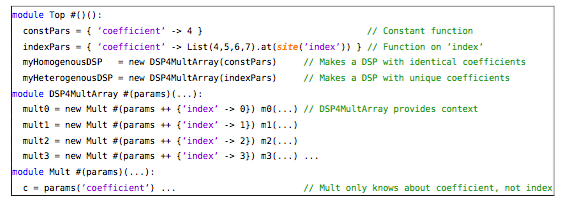 module Top #()():
constPars = { ‘coefficient’ -> 4 } // Constant function
indexPars = { ‘coefficient’ -> List(4,5,6,7).at(site(‘index’)) } // Function on ‘index’
myHomogenousDSP = new DSP4MultArray(constPars) // Makes a DSP with identical coefficients
myHeterogenousDSP = new DSP4MultArray(indexPars) // Makes a DSP with unique coefficients
module DSP4MultArray #(params)(...):
mult0 = new Mult #(params ++ {‘index’ -> 0}) m0(...) // DSP4MultArray provides context
mult1 = new Mult #(params ++ {‘index’ -> 1}) m1(...)
mult2 = new Mult #(params ++ {‘index’ -> 2}) m2(...)
mult3 = new Mult #(params ++ {‘index’ -> 3}) m3(...) ...
module Mult #(params)(...):
c = params(‘coefficient’) ... // Mult only knows about coefficient, not index